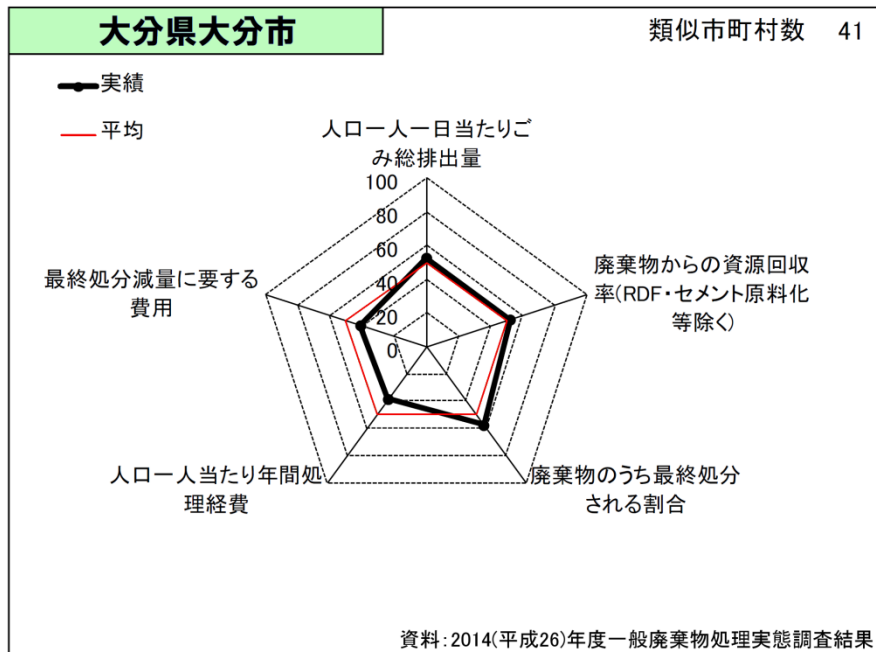 大分県大分市
類似市町村数 41
実績
平均
人口一人一日当たりご
み総排出量
100
80
60
40
20
0
廃棄物からの資源回収
率(RDF・セメント原料化
等除く)
最終処分減量に要する
費用
人口一人当たり年間処
理経費
廃棄物のうち最終処分
される割合
資料:2014(平成26)年度一般廃棄物処理実態調査結果